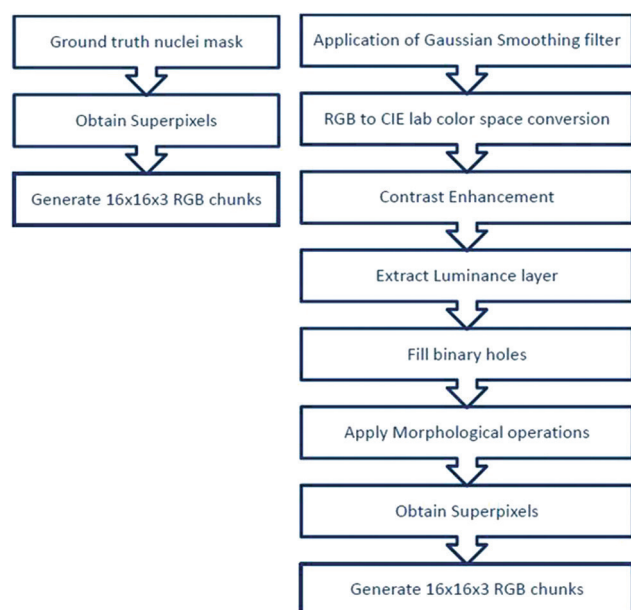 Ground truth nuclei mask
Obtain Superpixels
Generate 16x16x3 RGB chunks
Application of Gaussian Smoothing filter
RGB to CIE lab color space conversion
Contrast Enhancement
Extract Luminance layer
Fill binary holes
Apply Morphological operations
Obtain Superpixels
Generate 16x16x3 RGB chunks